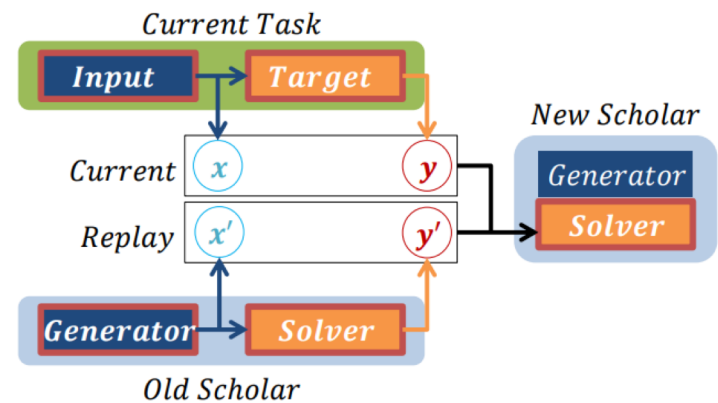 Current Task
Input
Target
New Scholar
Current
x
y
Generator
Solver
Replay
x′
y′
Generator
Solver
Old Scholar